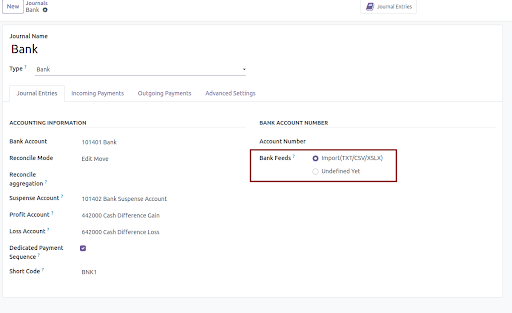 New
Journals
Bank
Journal Entries
Journal Name
Bank
Type ?
Bank
Journal Entries
Incoming Payments
Outgoing Payments
Advanced Settings
ACCOUNTING INFORMATION
BANK ACCOUNT NUMBER
Bank Account
101401 Bank
Account Number
Reconcile Mode
Edit Move
Bank Feeds ?
Import(TXT/CSV/XSLX)
Undefined Yet
Reconcile
aggregation ?
Suspense Account ?
101402 Bank Suspense Account
Profit Account ?
442000 Cash Difference Gain
Loss Account ?
642000 Cash Difference Loss
Dedicated Payment
Sequence ?
Short Code ?
BNK1